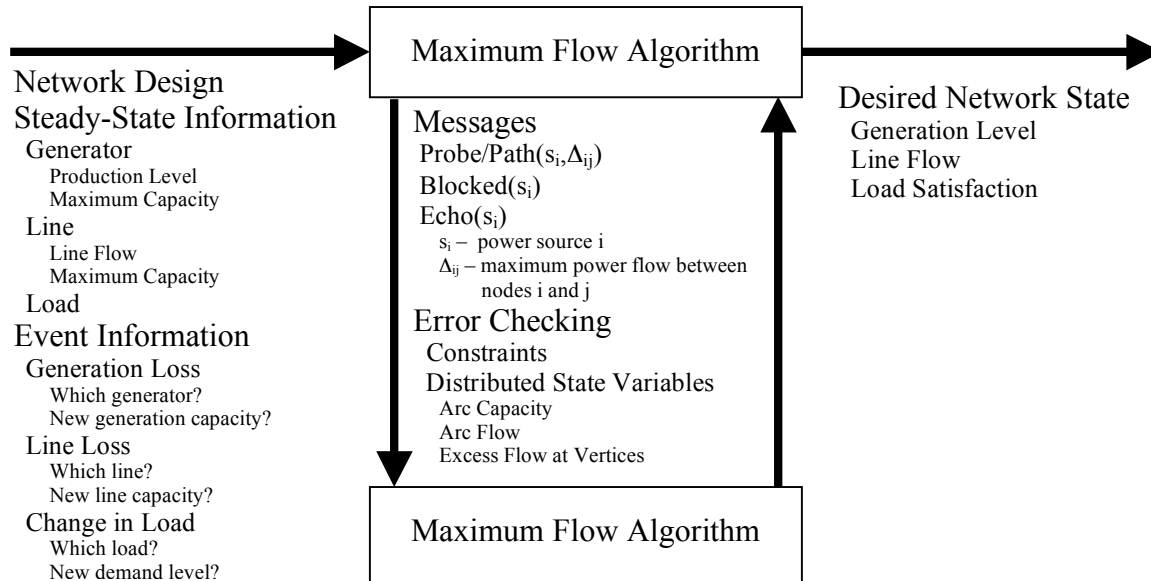 Maximum Flow Algorithm
Network Design
Steady-State Information
Generator
Production Level
Maximum Capacity
Line
Line Flow
Maximum Capacity
Load
Event Information
Generation Loss
Which generator?
New generation capacity?
Line Loss
Which line?
New line capacity?
Change in Load
Which load?
New demand level?
Messages
Probe/Path(sᵢ,Δᵢⱼ)
Blocked(sᵢ)
Echo(sᵢ)
sᵢ – power source i
Δᵢⱼ – maximum power flow between
nodes i and j
Error Checking
Constraints
Distributed State Variables
Arc Capacity
Arc Flow
Excess Flow at Vertices
Maximum Flow Algorithm
Desired Network State
Generation Level
Line Flow
Load Satisfaction